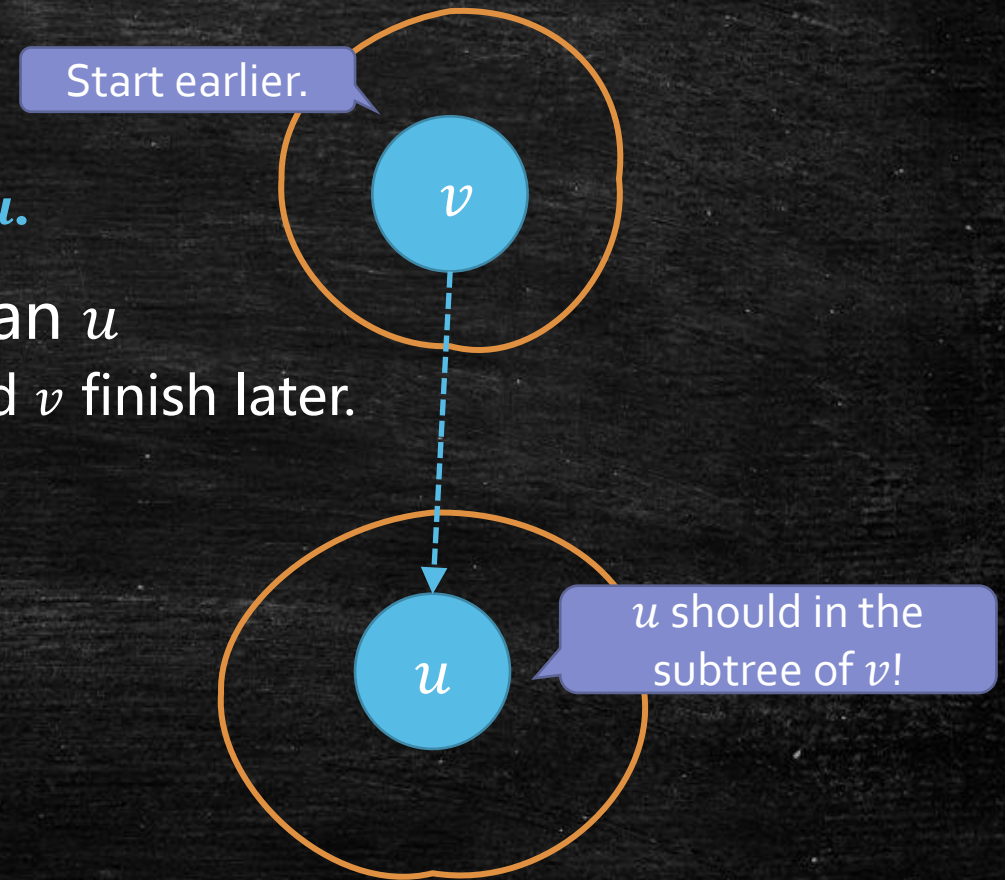 Start earlier.
v
u.
an u
d v finish later.
u should in the
subtree of v!
u